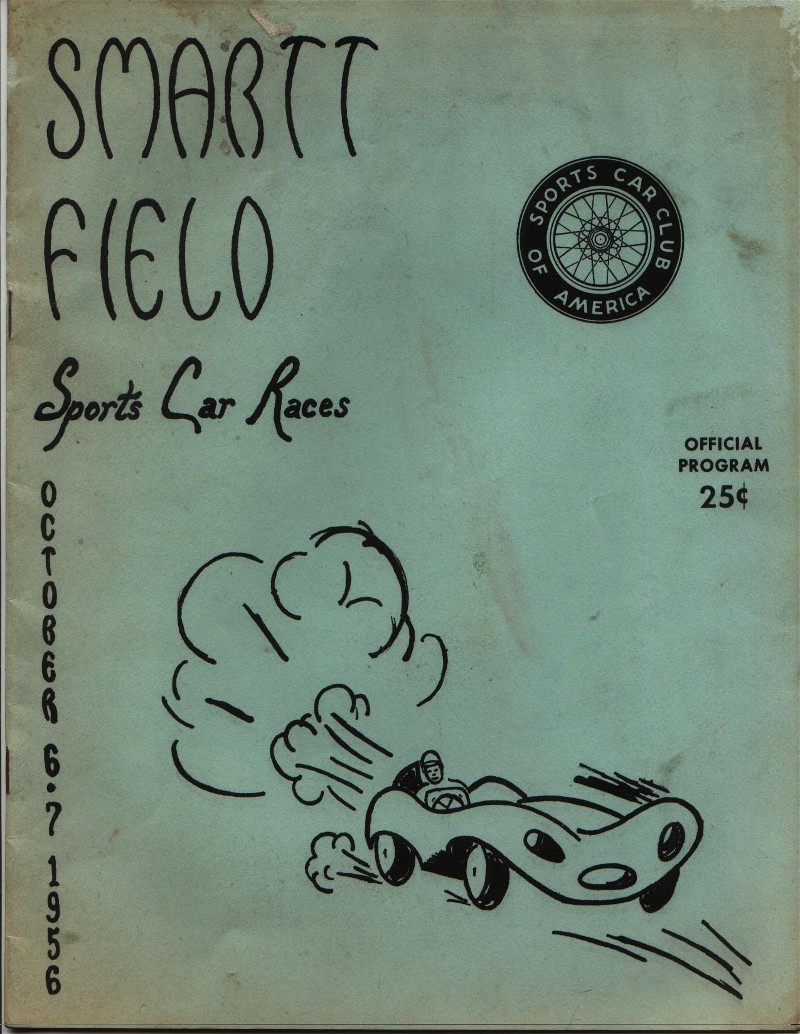 SMARTT
FIELD
Sports Car Races
SPORTS CAR CLUB
OF AMERICA
OFFICIAL
PROGRAM
25¢
OCTOBER 6·7 1956